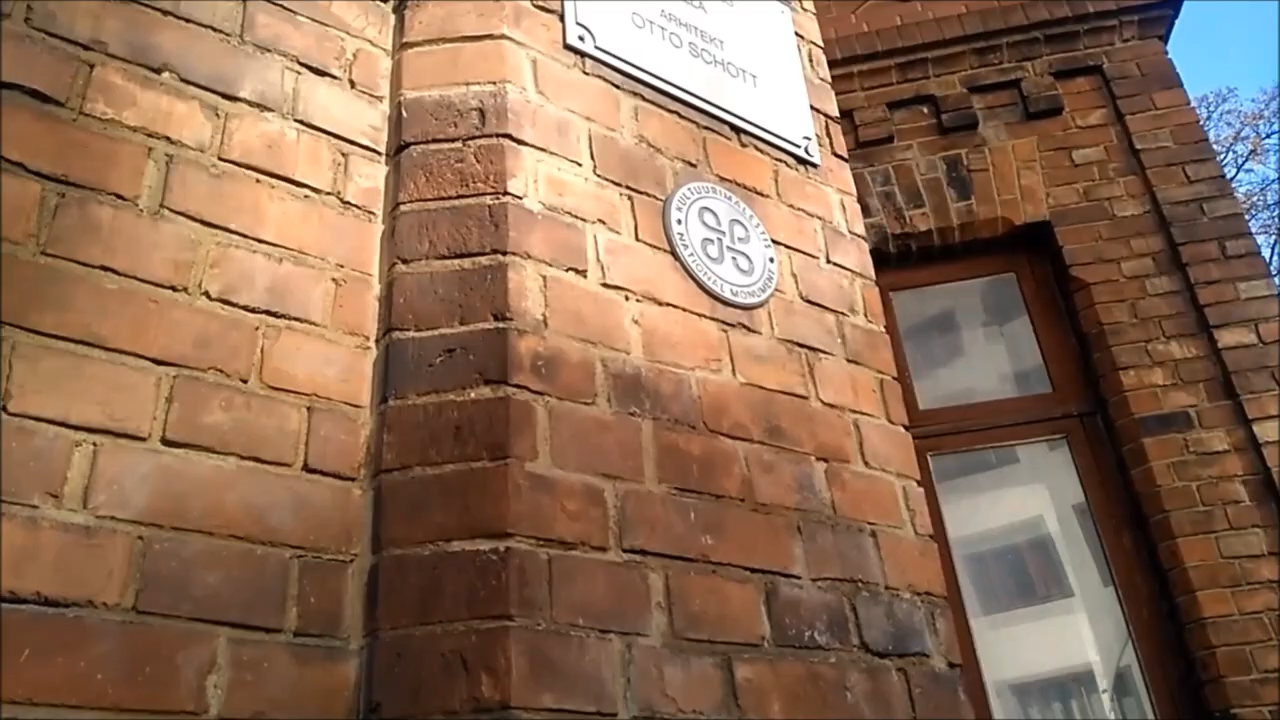 ARHITEKT
OTTO SCHOTT
KULTUURIMÄLESTIS
NATIONAL MONUMENT